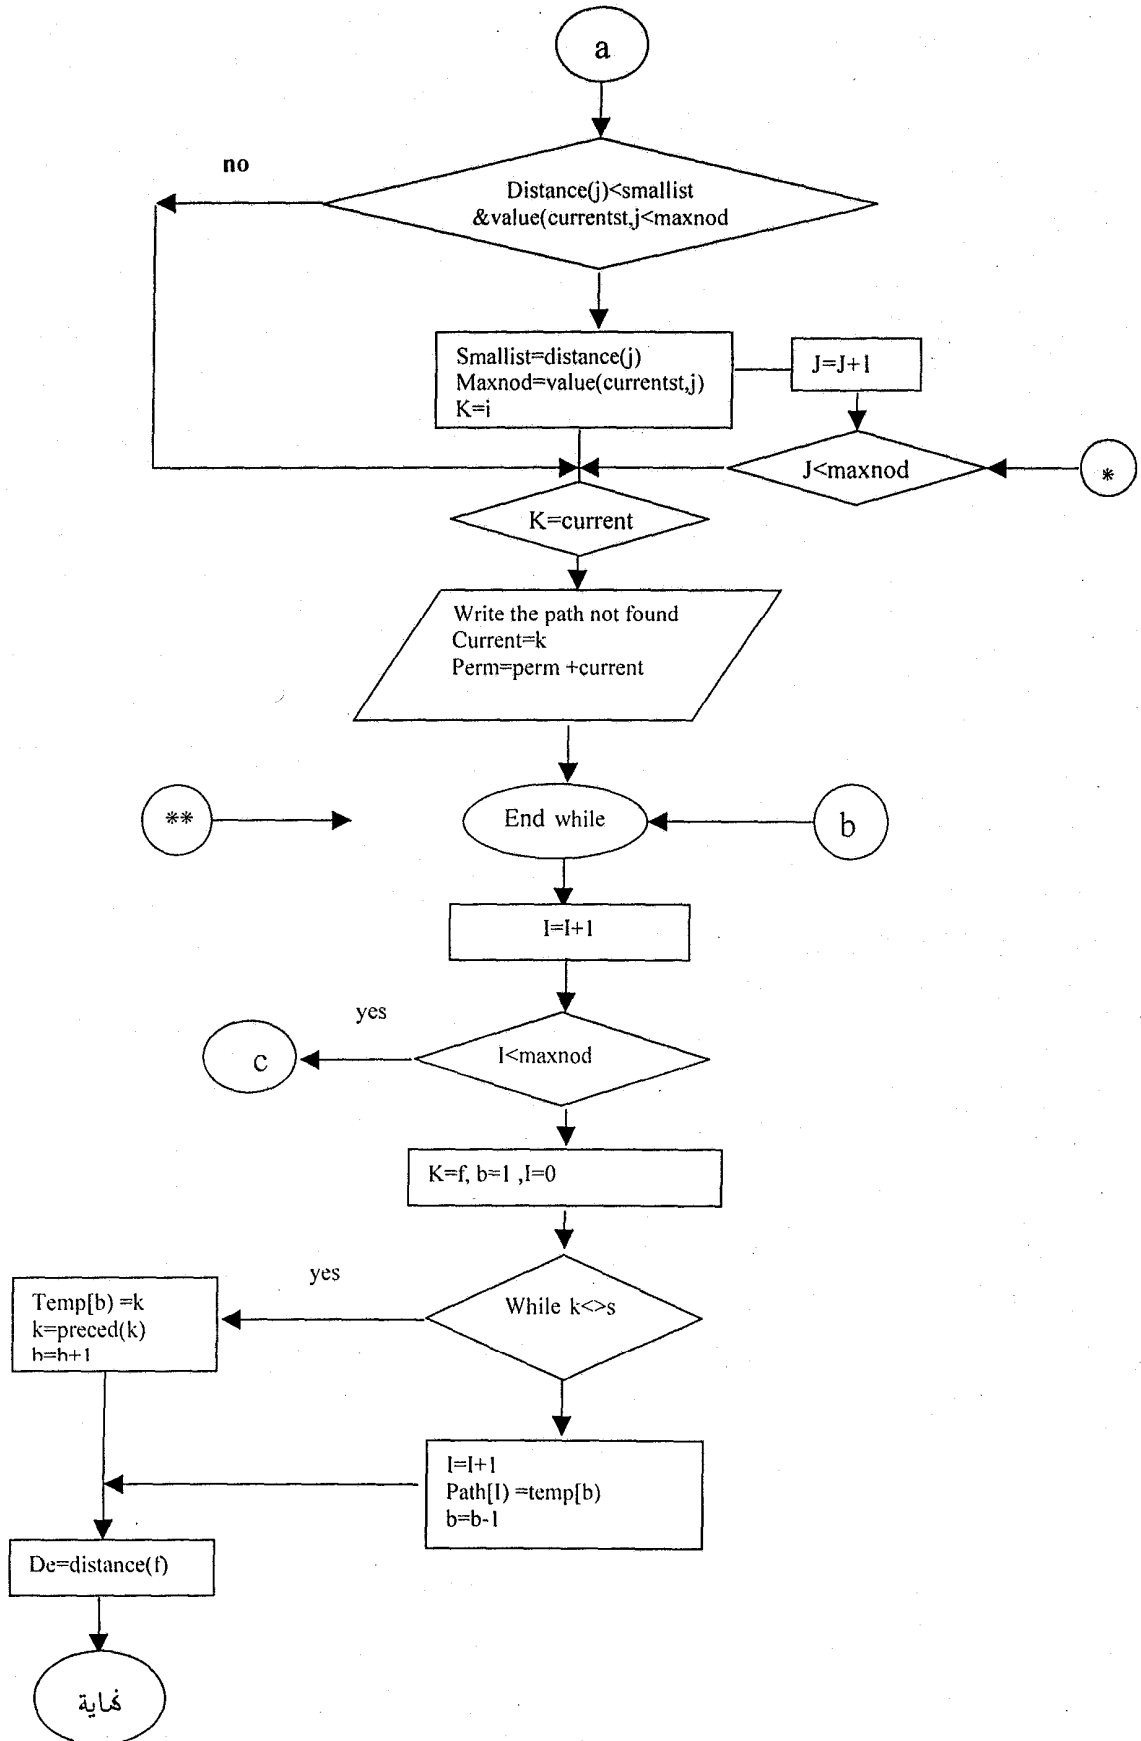 a
no
Distance(j)<smallist
&value(currentst,j<maxnod
Smallist=distance(j)
Maxnod=value(currentst,j)
K=i
J=J+1
J<maxnod
*
K=current
Write the path not found
Current=k
Perm=perm +current
**
End while
b
I=I+1
yes
c
I<maxnod
K=f, b=1 ,I=0
yes
While k<>s
Temp[b) =k
k=preced(k)
b=b+1
I=I+1
Path[I) =temp[b)
b=b-1
De=distance(f)
نهاية